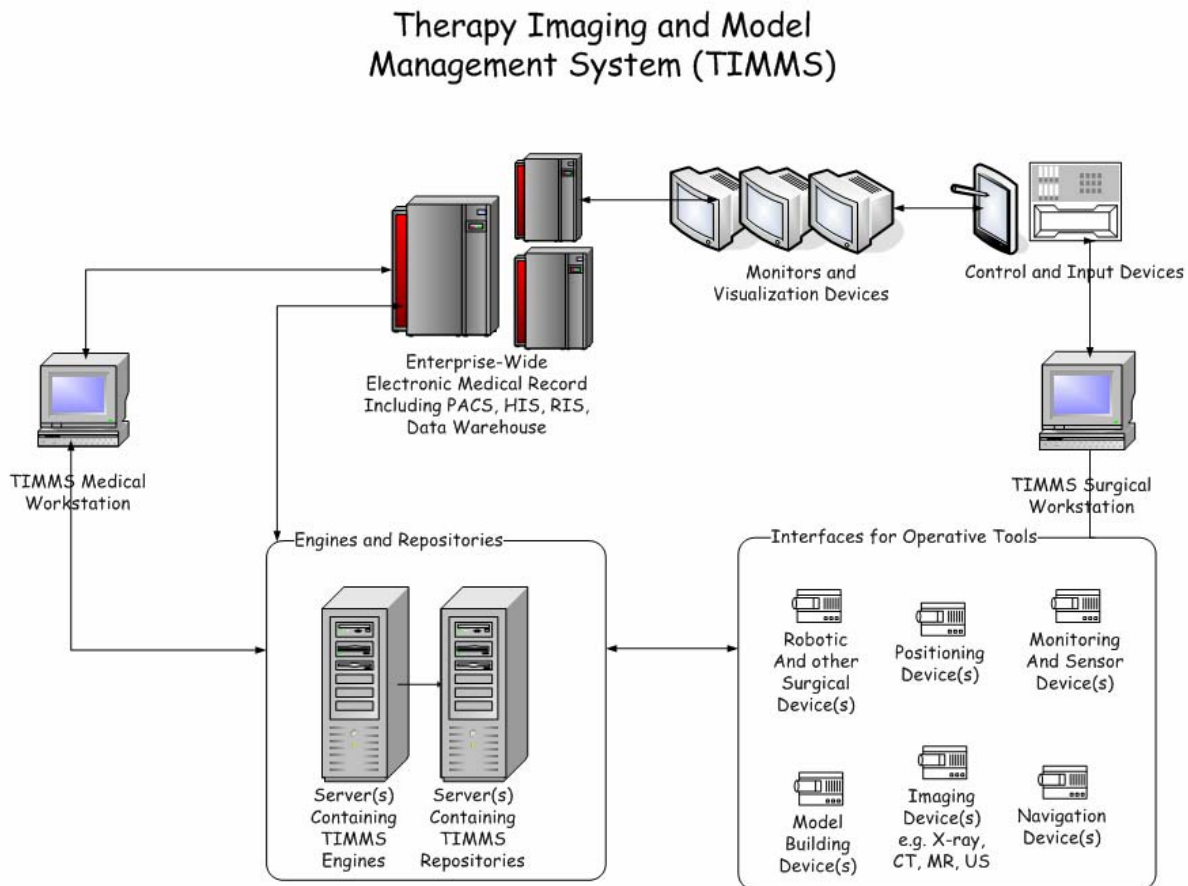 Therapy Imaging and Model
Management System (TIMMS)
Monitors and
Visualization Devices
Control and Input Devices
Enterprise-Wide
Electronic Medical Record
Including PACS, HIS, RIS,
Data Warehouse
TIMMS Medical
Workstation
TIMMS Surgical
Workstation
Engines and Repositories
Server(s)
Containing
TIMMS
Engines
Server(s)
Containing
TIMMS
Repositories
Interfaces for Operative Tools
Robotic
And other
Surgical
Device(s)
Positioning
Device(s)
Monitoring
And Sensor
Device(s)
Model
Building
Device(s)
Imaging
Device(s)
e.g. X-ray,
CT, MR, US
Navigation
Device(s)